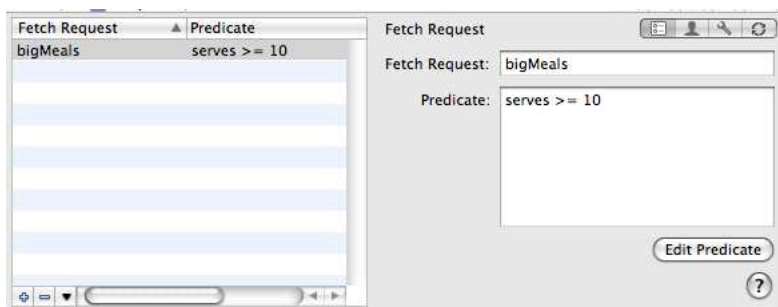 Fetch Request Predicate
bigMeals serves >= 10
Fetch Request
Fetch Request: bigMeals
Predicate: serves >= 10
Edit Predicate
?